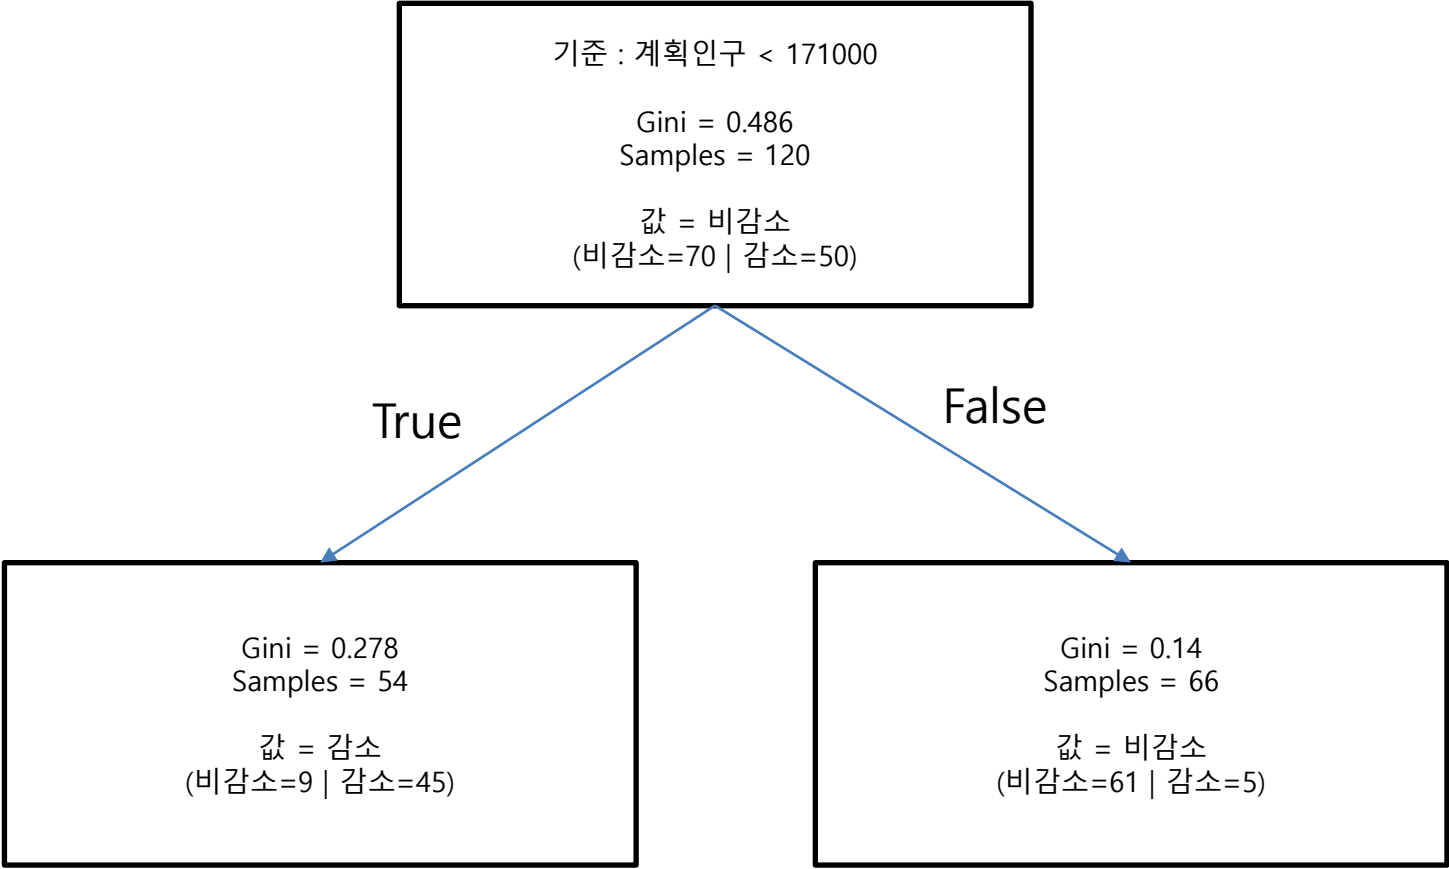 기준 : 계획인구 < 171000
Gini = 0.486
Samples = 120
값 = 비감소
(비감소=70 | 감소=50)
True
False
Gini = 0.278
Samples = 54
값 = 감소
(비감소=9 | 감소=45)
Gini = 0.14
Samples = 66
값 = 비감소
(비감소=61 | 감소=5)